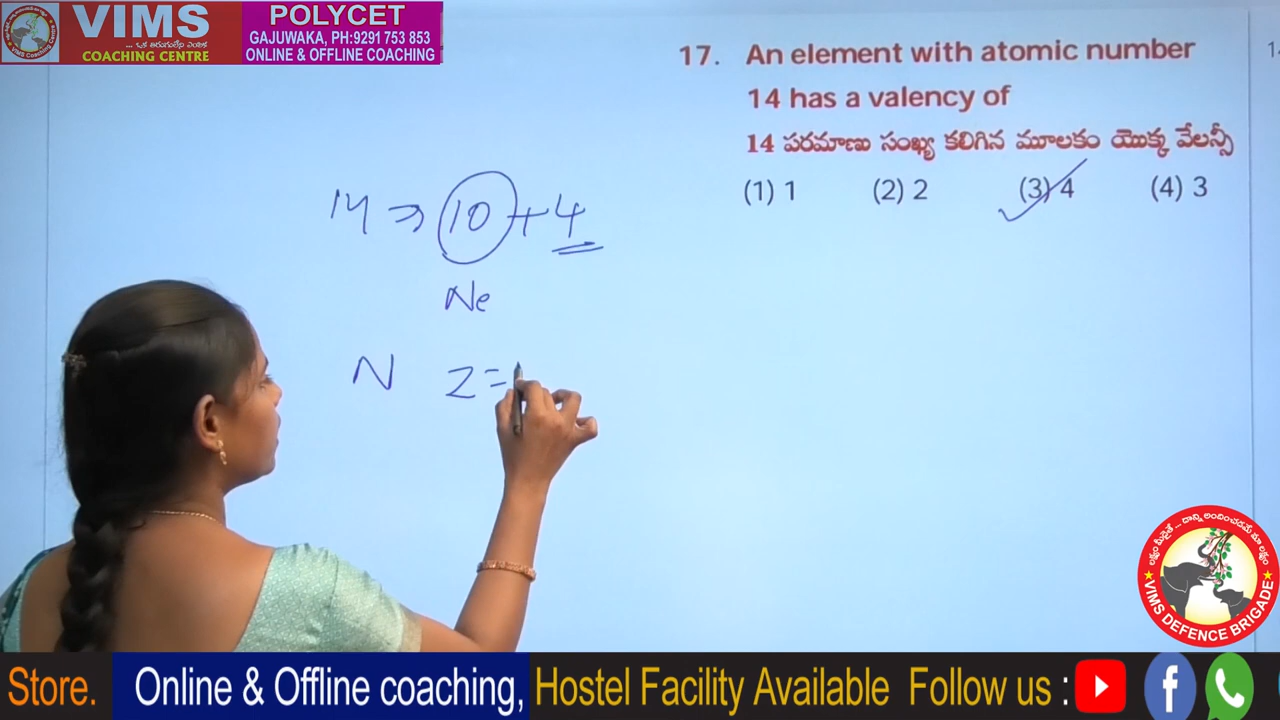 VIMS
... ఒక తిరుగులేని ఎంపిక
COACHING CENTRE
POLYCET
GAJUWAKA, PH:9291 753 853
ONLINE & OFFLINE COACHING
17. An element with atomic number
14 has a valency of
14 పరమాణు సంఖ్య కలిగిన మూలకం యొక్క వేలన్సీ
(1) 1 (2) 2 (3) 4 (4) 3
14 ⇒ 10 + 4
Ne
N Z =
VIMS DEFENCE BRIGADE
Store. Online & Offline coaching, Hostel Facility Available Follow us :